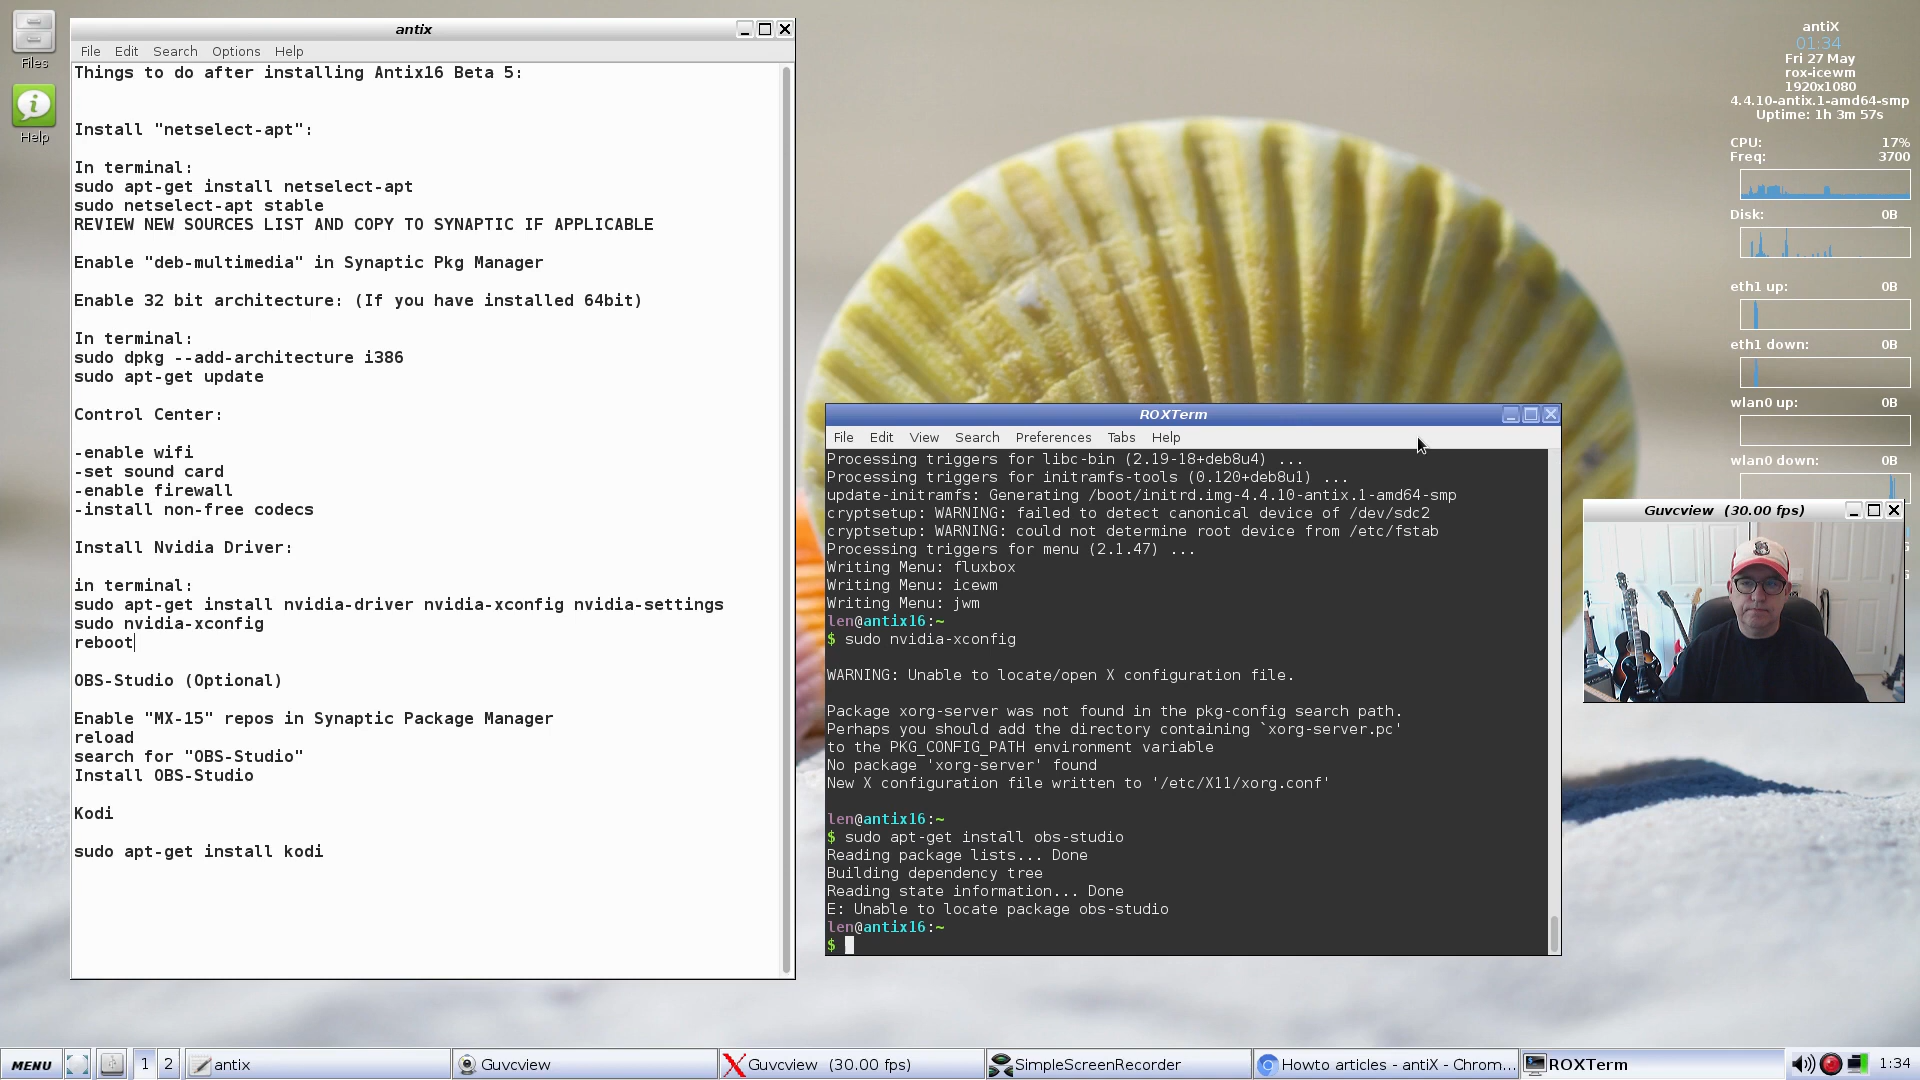 Files
Help
antix
File Edit Search Options Help
Things to do after installing Antix16 Beta 5:
Install "netselect-apt":
In terminal:
sudo apt-get install netselect-apt
sudo netselect-apt stable
REVIEW NEW SOURCES LIST AND COPY TO SYNAPTIC IF APPLICABLE
Enable "deb-multimedia" in Synaptic Pkg Manager
Enable 32 bit architecture: (If you have installed 64bit)
In terminal:
sudo dpkg --add-architecture i386
sudo apt-get update
Control Center:
-enable wifi
-set sound card
-enable firewall
-install non-free codecs
Install Nvidia Driver:
in terminal:
sudo apt-get install nvidia-driver nvidia-xconfig nvidia-settings
sudo nvidia-xconfig
reboot
OBS-Studio (Optional)
Enable "MX-15" repos in Synaptic Package Manager
reload
search for "OBS-Studio"
Install OBS-Studio
Kodi
sudo apt-get install kodi
ROXTerm
File Edit View Search Preferences Tabs Help
Processing triggers for libc-bin (2.19-18+deb8u4) ...
Processing triggers for initramfs-tools (0.120+deb8u1) ...
update-initramfs: Generating /boot/initrd.img-4.4.10-antix.1-amd64-smp
cryptsetup: WARNING: failed to detect canonical device of /dev/sdc2
cryptsetup: WARNING: could not determine root device from /etc/fstab
Processing triggers for menu (2.1.47) ...
Writing Menu: fluxbox
Writing Menu: icewm
Writing Menu: jwm
len@antix16:~
$ sudo nvidia-xconfig
WARNING: Unable to locate/open X configuration file.
Package xorg-server was not found in the pkg-config search path.
Perhaps you should add the directory containing `xorg-server.pc'
to the PKG_CONFIG_PATH environment variable
No package 'xorg-server' found
New X configuration file written to '/etc/X11/xorg.conf'
len@antix16:~
$ sudo apt-get install obs-studio
Reading package lists... Done
Building dependency tree
Reading state information... Done
E: Unable to locate package obs-studio
len@antix16:~
$
antiX
01:34
Fri 27 May
rox-icewm
1920x1080
4.4.10-antix.1-amd64-smp
Uptime: 1h 3m 57s
CPU: 17%
Freq: 3700
Disk: 0B
eth1 up: 0B
eth1 down: 0B
wlan0 up: 0B
wlan0 down: 0B
Guvcview (30.00 fps)
MENU 1 2 antix Guvcview Guvcview (30.00 fps) SimpleScreenRecorder Howto articles - antiX - Chrom... ROXTerm 1:34